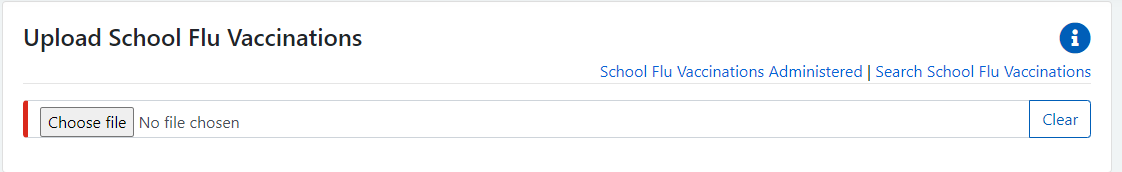 Upload School Flu Vaccinations
School Flu Vaccinations Administered | Search School Flu Vaccinations
Choose file No file chosen Clear